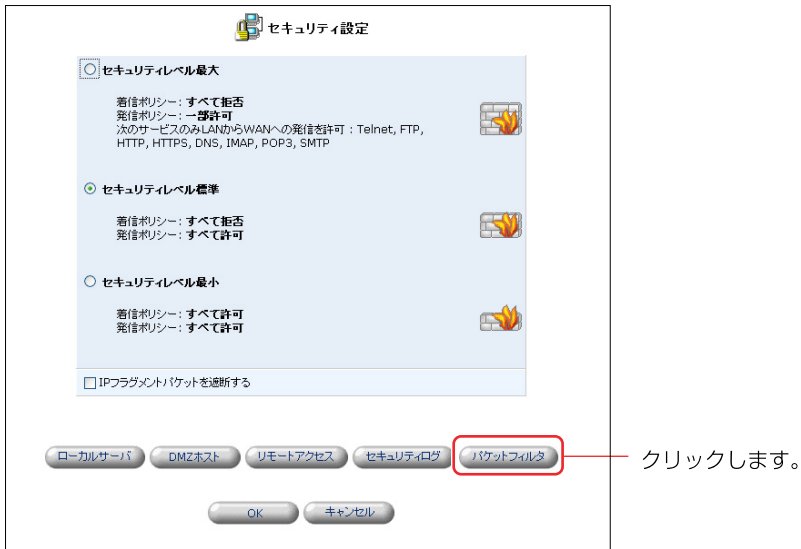 セキュリティ設定
セキュリティレベル最大
着信ポリシー: すべて拒否
発信ポリシー: 一部許可
次のサービスのみLANからWANへの発信を許可 : Telnet, FTP,
HTTP, HTTPS, DNS, IMAP, POP3, SMTP
セキュリティレベル標準
着信ポリシー: すべて拒否
発信ポリシー: すべて許可
セキュリティレベル最小
着信ポリシー: すべて許可
発信ポリシー: すべて許可
IPフラグメントパケットを遮断する
ローカルサーバ DMZホスト リモートアクセス セキュリティログ パケットフィルタ クリックします。
OK キャンセル